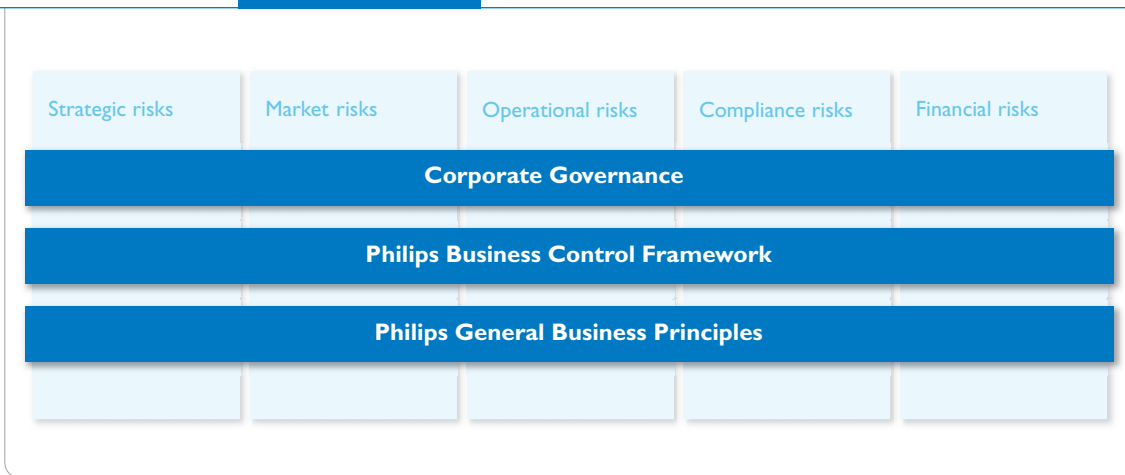 Strategic risks
Market risks
Operational risks
Compliance risks
Financial risks
Corporate Governance
Philips Business Control Framework
Philips General Business Principles